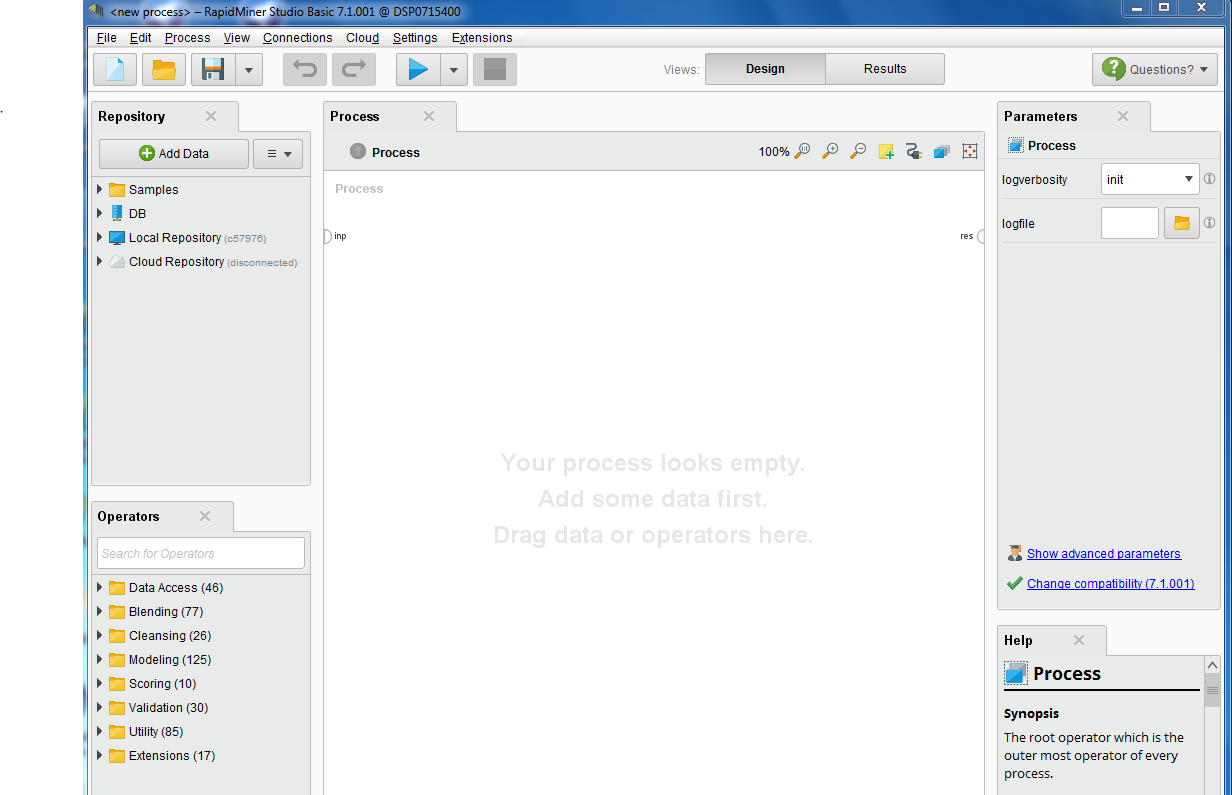 <new process> – RapidMiner Studio Basic 7.1.001 @ DSP0715400
File Edit Process View Connections Cloud Settings Extensions
Views: Design Results
Questions?
Repository
Add Data
Samples
DB
Local Repository (c57976)
Cloud Repository (disconnected)
Operators
Search for Operators
Data Access (46)
Blending (77)
Cleansing (26)
Modeling (125)
Scoring (10)
Validation (30)
Utility (85)
Extensions (17)
Process
Process
100%
Process
inp
res
Your process looks empty.
Add some data first.
Drag data or operators here.
Parameters
Process
logverbosity init
logfile
Show advanced parameters
Change compatibility (7.1.001)
Help
Process
Synopsis
The root operator which is the
outer most operator of every
process.